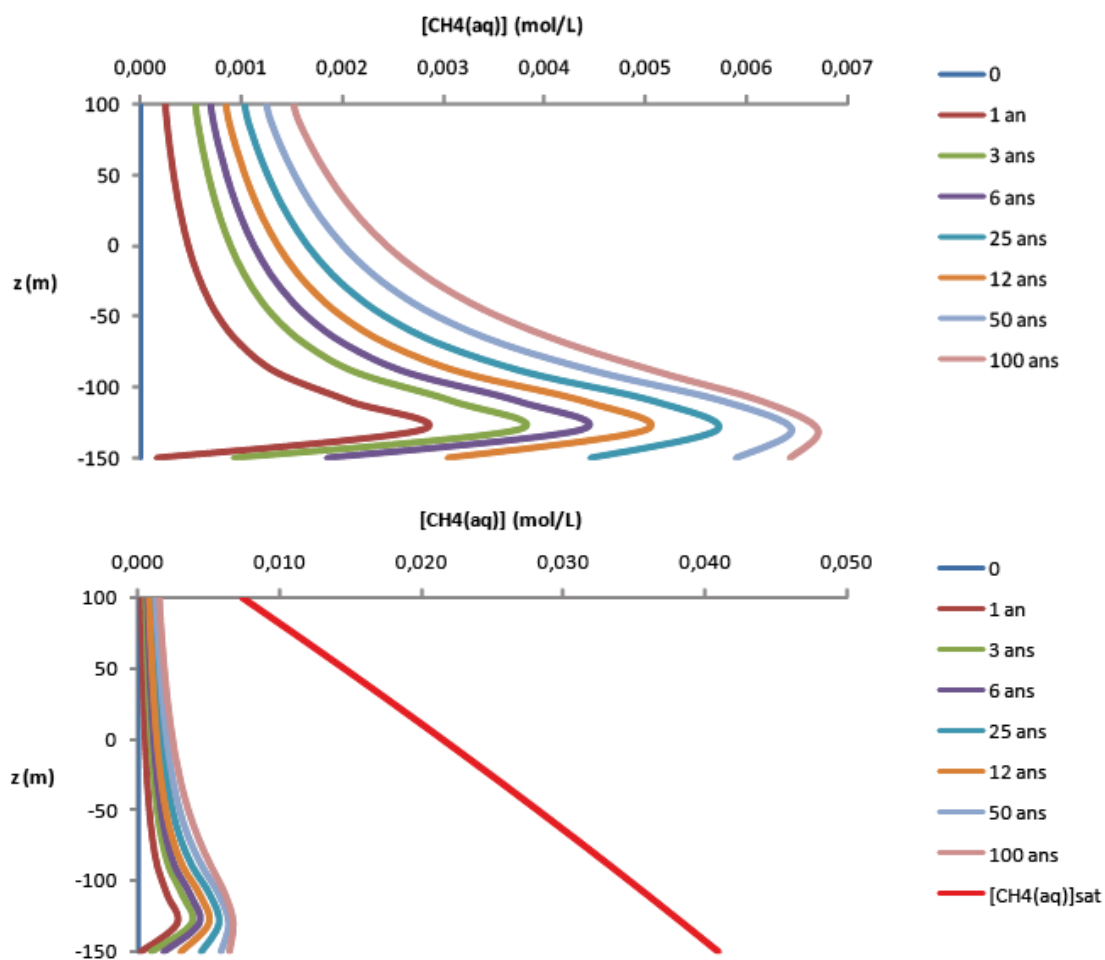 [CH4(aq)] (mol/L)
0,000 0,001 0,002 0,003 0,004 0,005 0,006 0,007
100
50
0
-50
-100
-150
z (m)
0
1 an
3 ans
6 ans
25 ans
12 ans
50 ans
100 ans
[CH4(aq)] (mol/L)
0,000 0,010 0,020 0,030 0,040 0,050
100
50
0
-50
-100
-150
z (m)
0
1 an
3 ans
6 ans
25 ans
12 ans
50 ans
100 ans
[CH4(aq)]sat